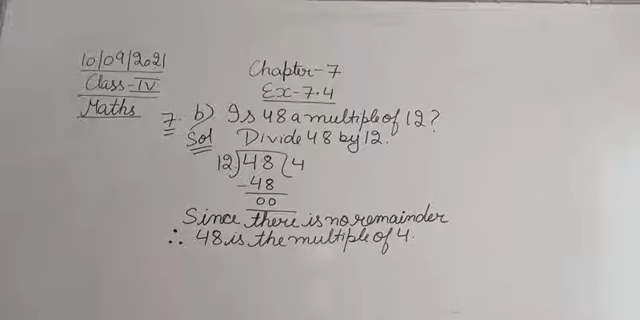 10/09/2021
Class-IV
Maths
Chapter-7
Ex-7.4
7. b) Is 48 a multiple of 12?
Sol Divide 48 by 12.
12)48(4
-48
00
Since there is no remainder
∴ 48 is the multiple of 4.